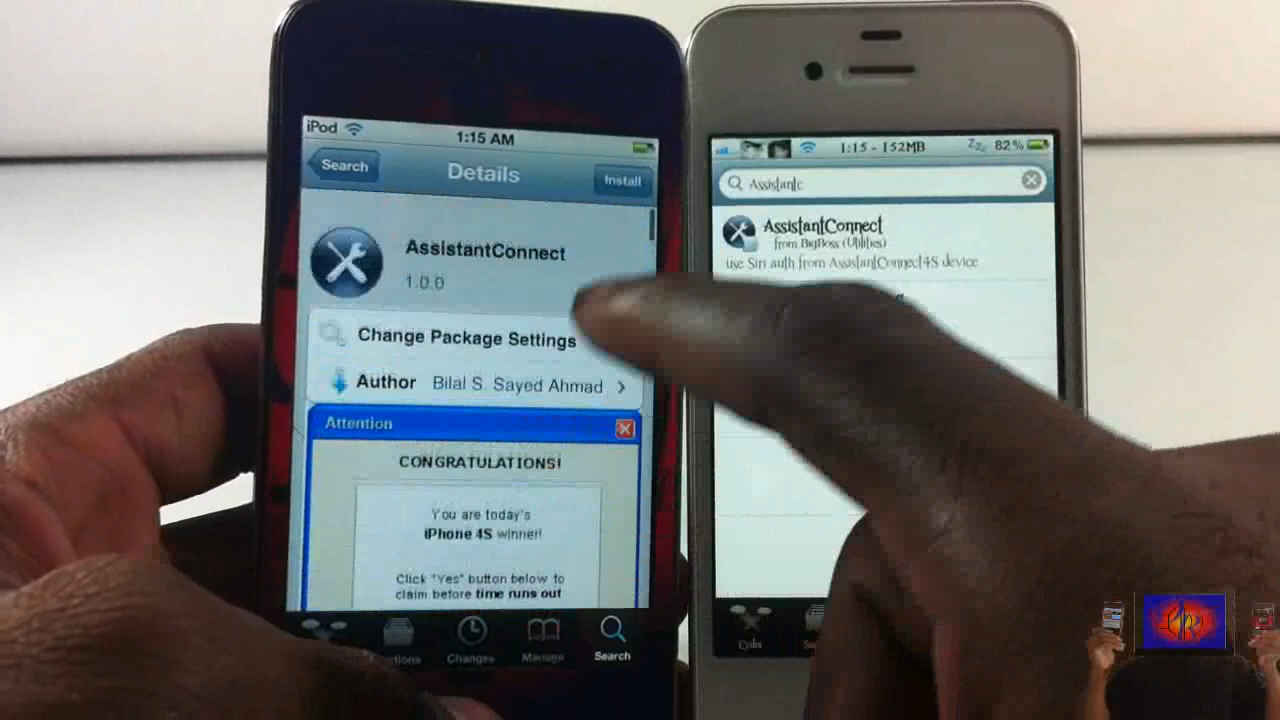 iPod
1:15 AM
Search
Details
Install
AssistantConnect
1.0.0
Change Package Settings
Author Bilal S. Sayed Ahmad
Attention
CONGRATULATIONS!
You are today's
iPhone 4S winner!
Click "Yes" button below to
claim before time runs out
Changes
Manage
Search
1:15 - 152MB
Zzz 82%
Assistantc
AssistantConnect
from BigBoss (Utilities)
use Siri auth from AssistantConnect4S device
Cydia